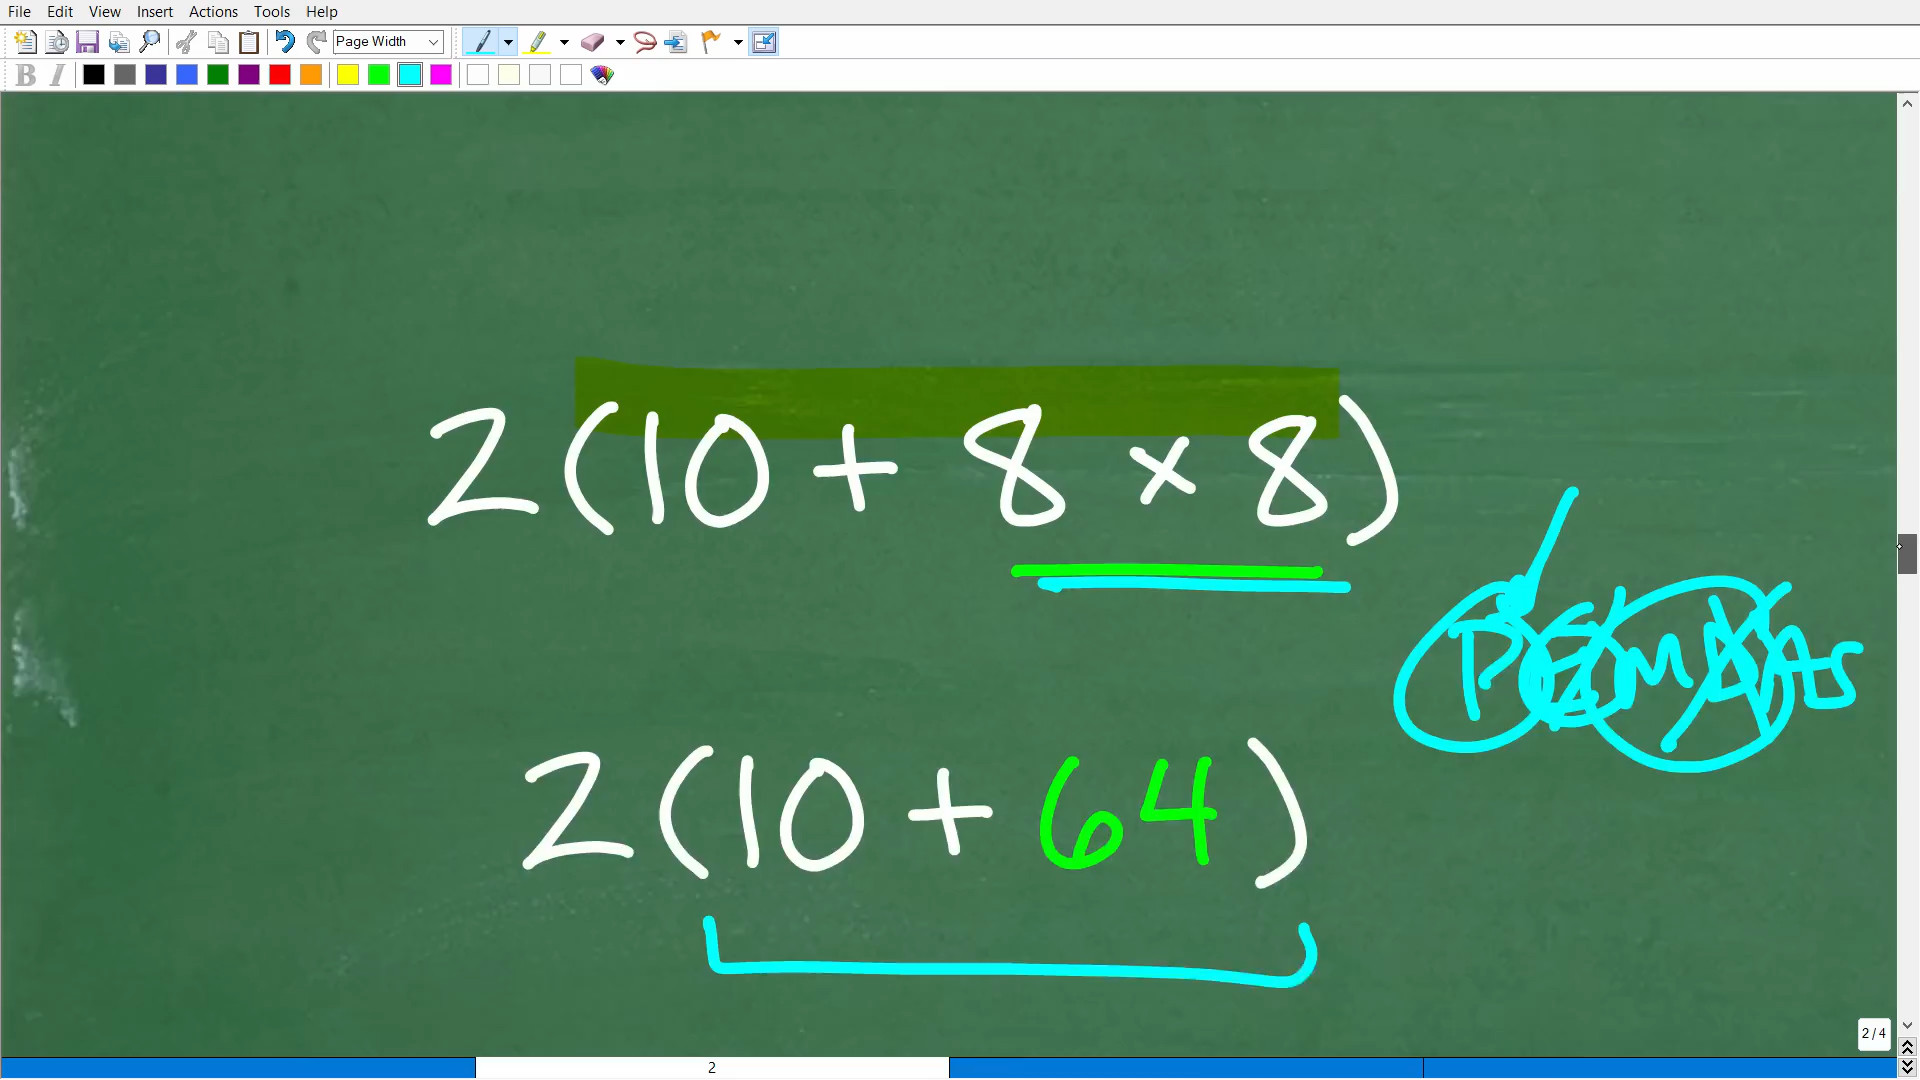 File Edit View Insert Actions Tools Help
Page Width
B I
2(10 + 8 × 8)
PEMDAS
2(10 + 64)
2 / 4
2